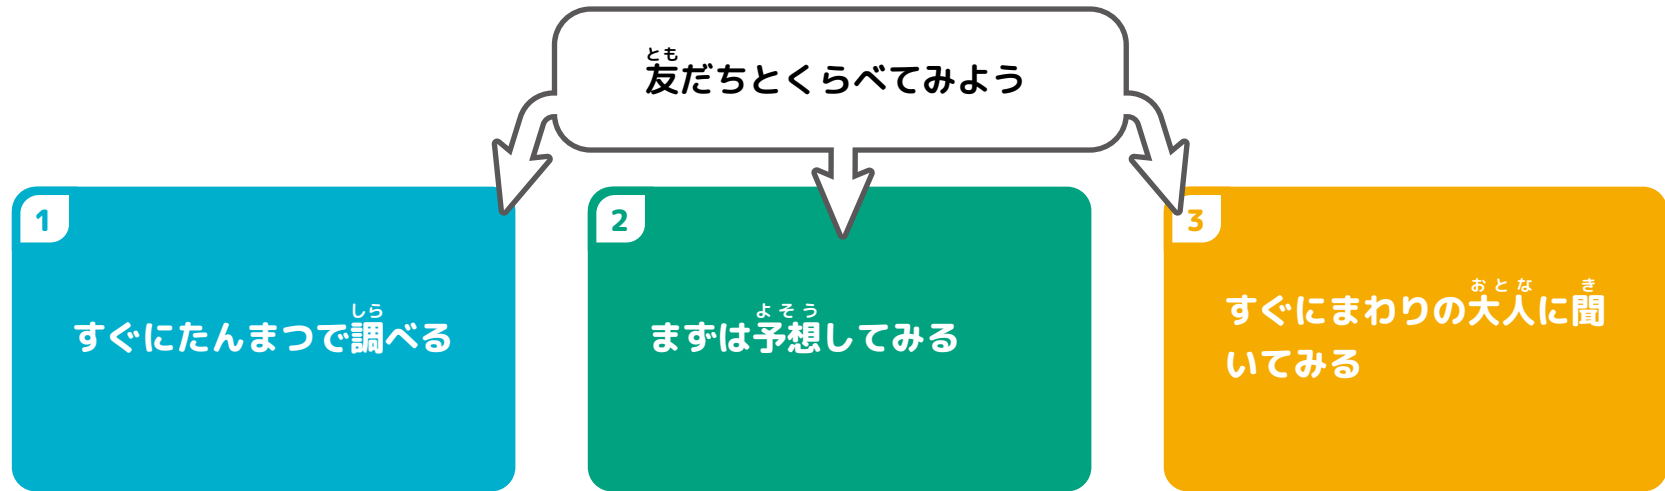 とも
友だちとくらべてみよう
1
しら
すぐにたんまつで調べる
2
よそう
まずは予想してみる
3
おとな き
すぐにまわりの大人に聞
いてみる